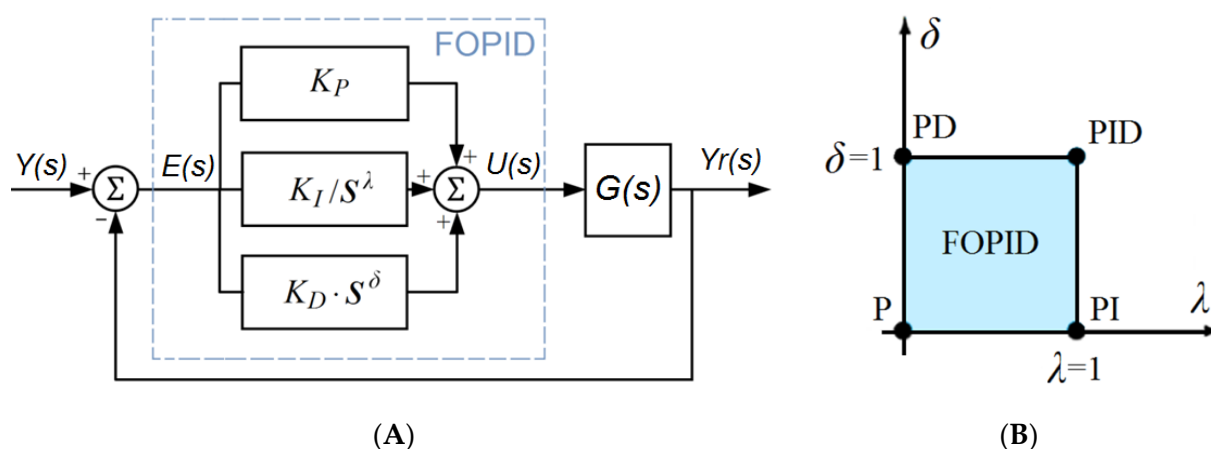 FOPID
K_P
Y(s) + Σ − E(s) K_I/S^λ + + + Σ U(s) G(s) Yr(s)
K_D · S^δ
(A)
δ
PD PID
δ=1
FOPID
P PI λ
λ=1
(B)